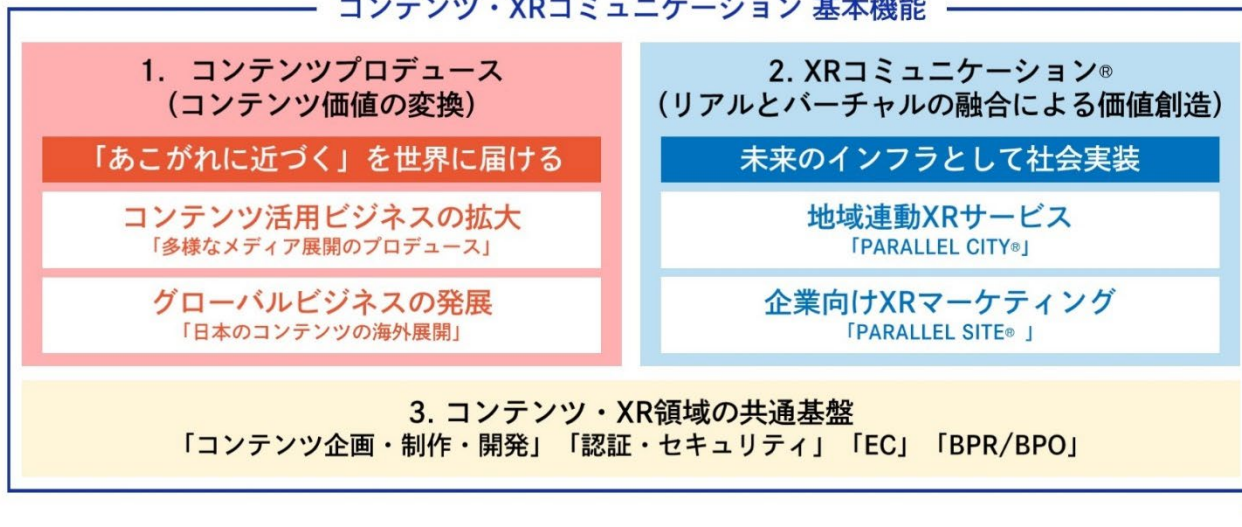 コンテンツ・XRコミュニケーション 基本機能
1. コンテンツプロデュース
(コンテンツ価値の変換)
「あこがれに近づく」を世界に届ける
コンテンツ活用ビジネスの拡大
「多様なメディア展開のプロデュース」
グローバルビジネスの発展
「日本のコンテンツの海外展開」
2. XRコミュニケーション®
(リアルとバーチャルの融合による価値創造)
未来のインフラとして社会実装
地域連動XRサービス
「PARALLEL CITY®」
企業向けXRマーケティング
「PARALLEL SITE® 」
3. コンテンツ・XR領域の共通基盤
「コンテンツ企画・制作・開発」「認証・セキュリティ」「EC」「BPR/BPO」